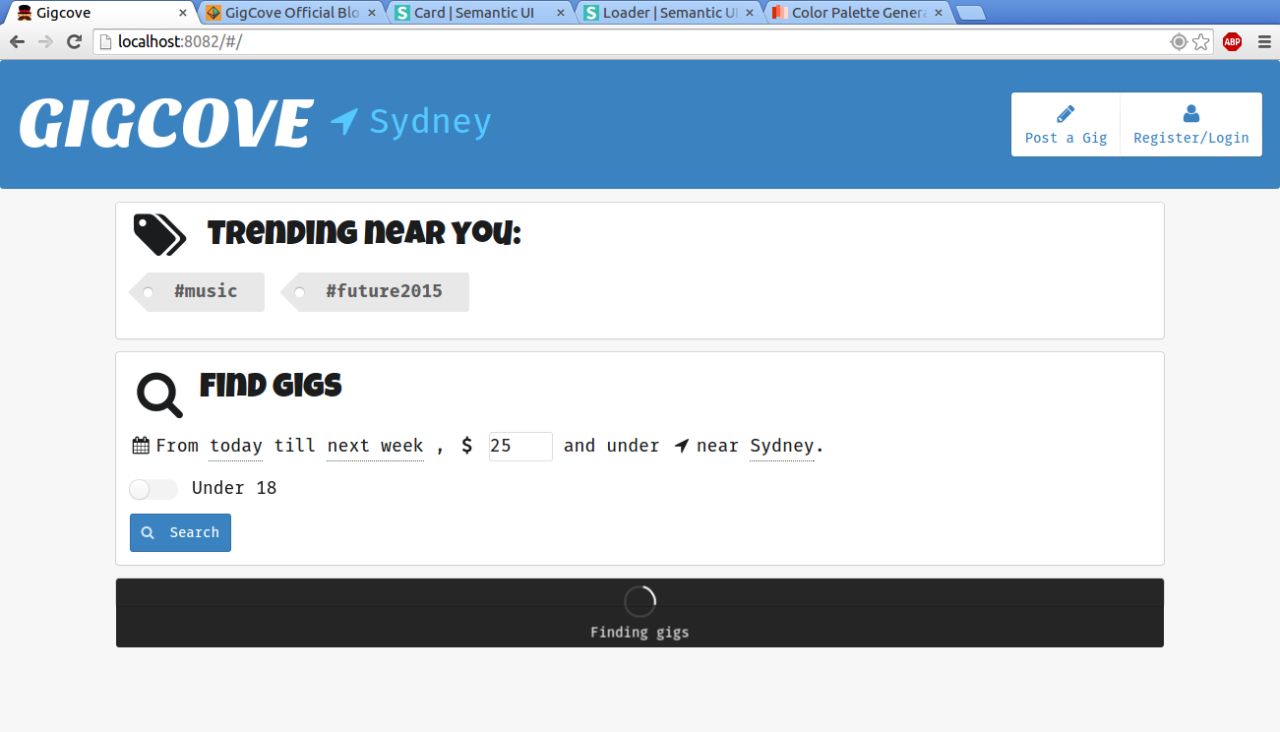 Gigcove
GigCove Official Blo
Card | Semantic UI
Loader | Semantic UI
Color Palette Genera
localhost:8082/#/
ABP
GIGCOVE
Sydney
Post a Gig
Register/Login
Trending near you:
#music
#future2015
Find Gigs
From today till next week , $ 25 and under near Sydney.
Under 18
Search
Finding gigs